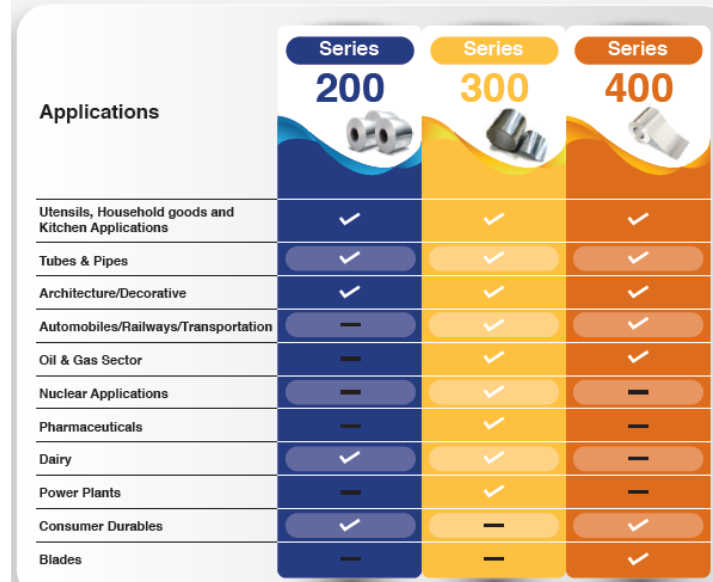 Series
Series
Series
200
300
400
Applications
Utensils, Household goods and
Kitchen Applications
Tubes & Pipes
Architecture/Decorative
Automobiles/Railways/Transportation
Oil & Gas Sector
Nuclear Applications
Pharmaceuticals
Dairy
Power Plants
Consumer Durables
Blades